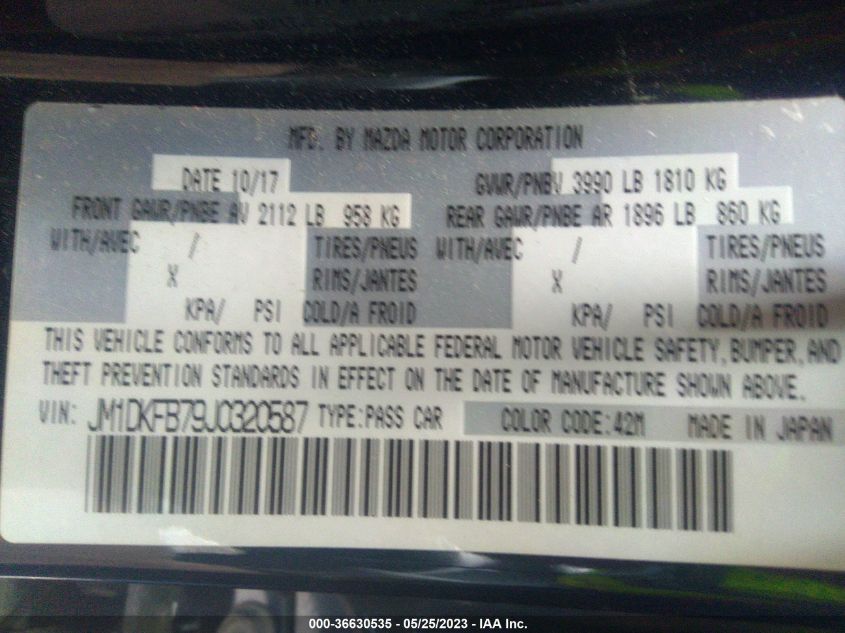 MFD. BY MAZDA MOTOR CORPORATION
DATE 10/17 GVWR/PNBV 3990 LB 1810 KG
FRONT GAWR/PNBE AV 2112 LB 958 KG REAR GAWR/PNBE AR 1896 LB 860 KG
WITH/AVEC / TIRES/PNEUS WITH/AVEC / TIRES/PNEUS
X RIMS/JANTES X RIMS/JANTES
KPA/ PSI COLD/A FROID KPA/ PSI COLD/A FROID
THIS VEHICLE CONFORMS TO ALL APPLICABLE FEDERAL MOTOR VEHICLE SAFETY, BUMPER, AND
THEFT PREVENTION STANDARDS IN EFFECT ON THE DATE OF MANUFACTURE SHOWN ABOVE.
VIN: JM1DKFB79J0320587 TYPE:PASS CAR COLOR CODE:42M MADE IN JAPAN
000-36630535 - 05/25/2023 - IAA Inc.